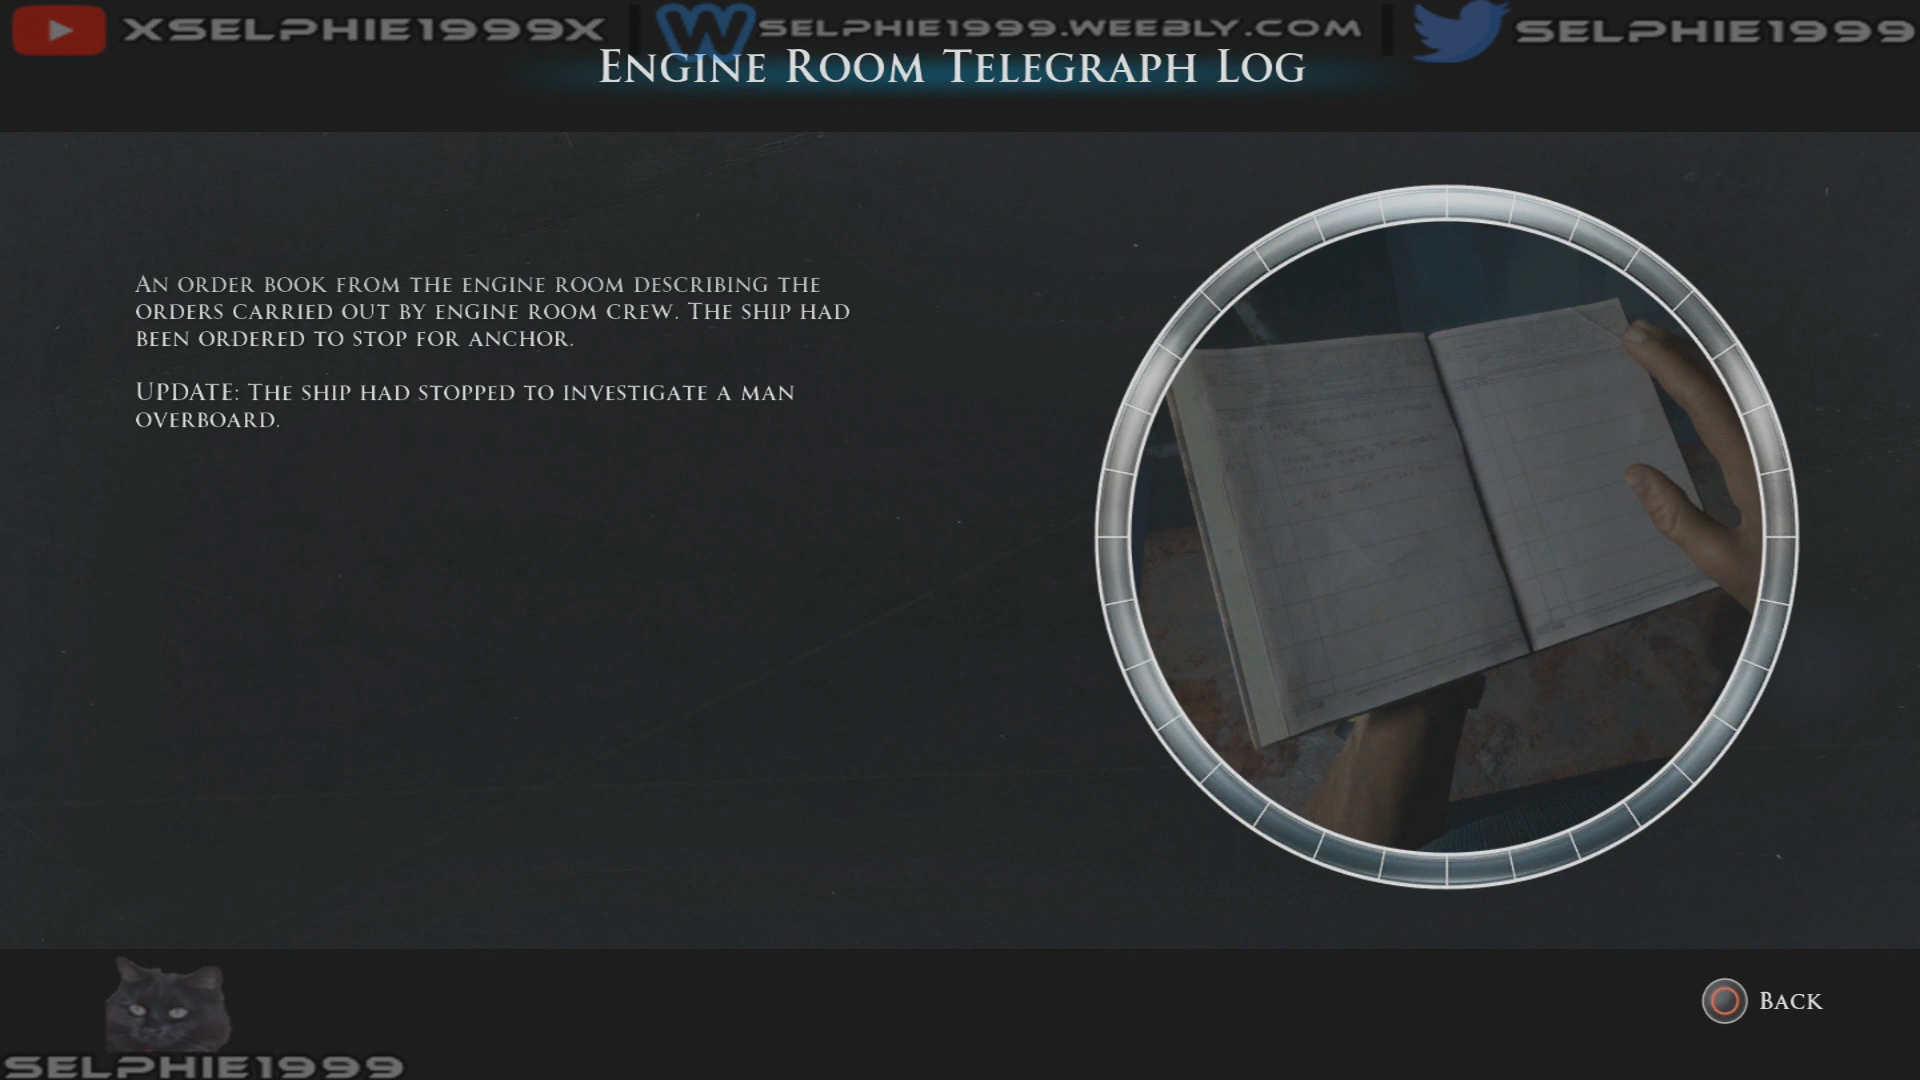 XSELPHIE1999X | SELPHIE1999.WEEBLY.COM | SELPHIE1999
ENGINE ROOM TELEGRAPH LOG
AN ORDER BOOK FROM THE ENGINE ROOM DESCRIBING THE
ORDERS CARRIED OUT BY ENGINE ROOM CREW. THE SHIP HAD
BEEN ORDERED TO STOP FOR ANCHOR.
UPDATE: THE SHIP HAD STOPPED TO INVESTIGATE A MAN
OVERBOARD.
BACK
SELPHIE1999